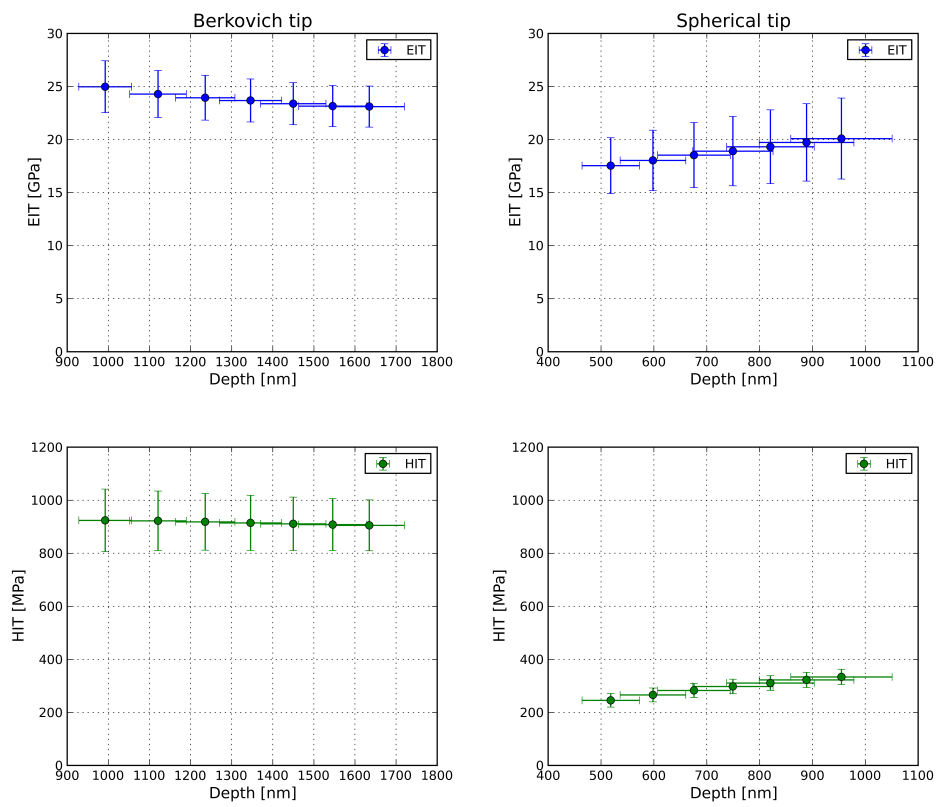 Berkovich tip
30
25
20
15
10
5
0
EIT [GPa]
EIT
900 1000 1100 1200 1300 1400 1500 1600 1700 1800
Depth [nm]
Spherical tip
30
25
20
15
10
5
0
EIT [GPa]
EIT
400 500 600 700 800 900 1000 1100
Depth [nm]
1200
1000
800
600
400
200
0
HIT [MPa]
HIT
900 1000 1100 1200 1300 1400 1500 1600 1700 1800
Depth [nm]
1200
1000
800
600
400
200
0
HIT [MPa]
HIT
400 500 600 700 800 900 1000 1100
Depth [nm]